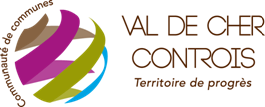 Communauté de communes
VAL DE CHER
CONTROIS
Territoire de progrès